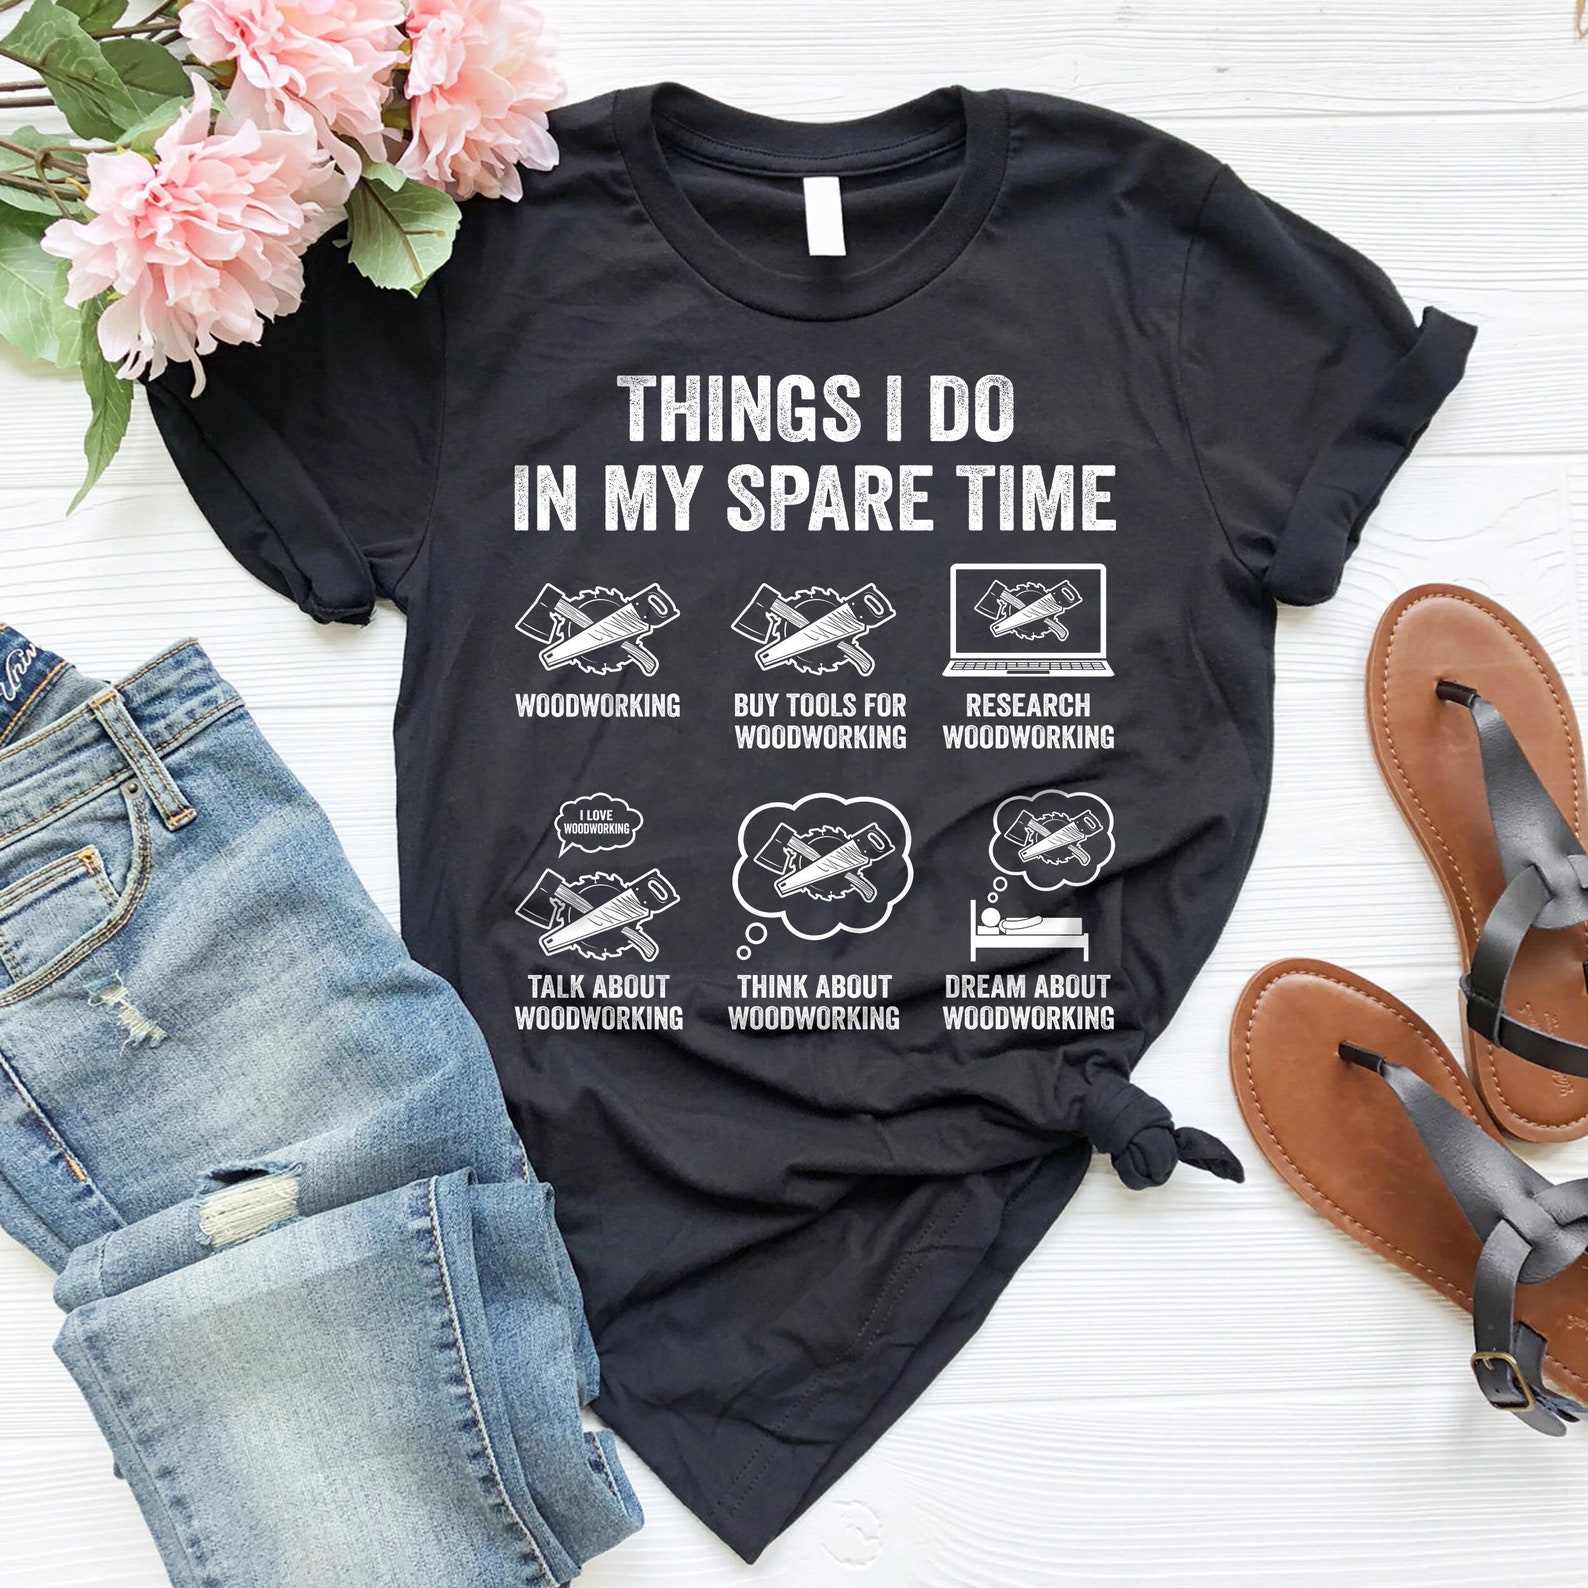 THINGS I DO
IN MY SPARE TIME
WOODWORKING
BUY TOOLS FOR
WOODWORKING
RESEARCH
WOODWORKING
I LOVE
WOODWORKING
TALK ABOUT
WOODWORKING
THINK ABOUT
WOODWORKING
DREAM ABOUT
WOODWORKING